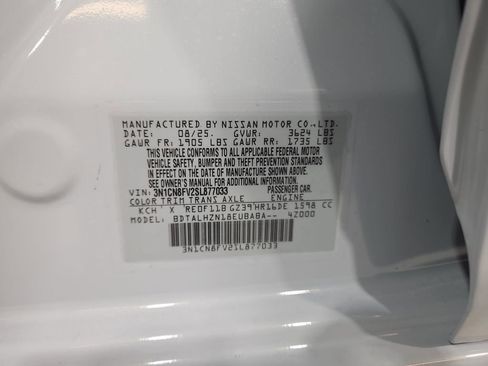 MANUFACTURED BY NISSAN MOTOR CO.,LTD.
DATE: 08/25. GVWR: 3624 LBS
GAWR FR: 1905 LBS GAWR RR: 1735 LBS
THIS VEHICLE CONFORMS TO ALL APPLICABLE FEDERAL MOTOR
VEHICLE SAFETY, BUMPER AND THEFT PREVENTION STANDARDS
IN EFFECT ON THE DATE OF MANUFACTURE SHOWN ABOVE.
SEE OWNER'S MANUAL FOR ADDITIONAL INFORMATION.
VIN: 3N1CN8FV2SL877033 PASSENGER CAR.
COLOR TRIM TRANS AXLE ENGINE
KCH X RE0F11B GZ39 HR16DE 1598 CC
MODEL: BDTALHZN18EUBABA-- 4Z000